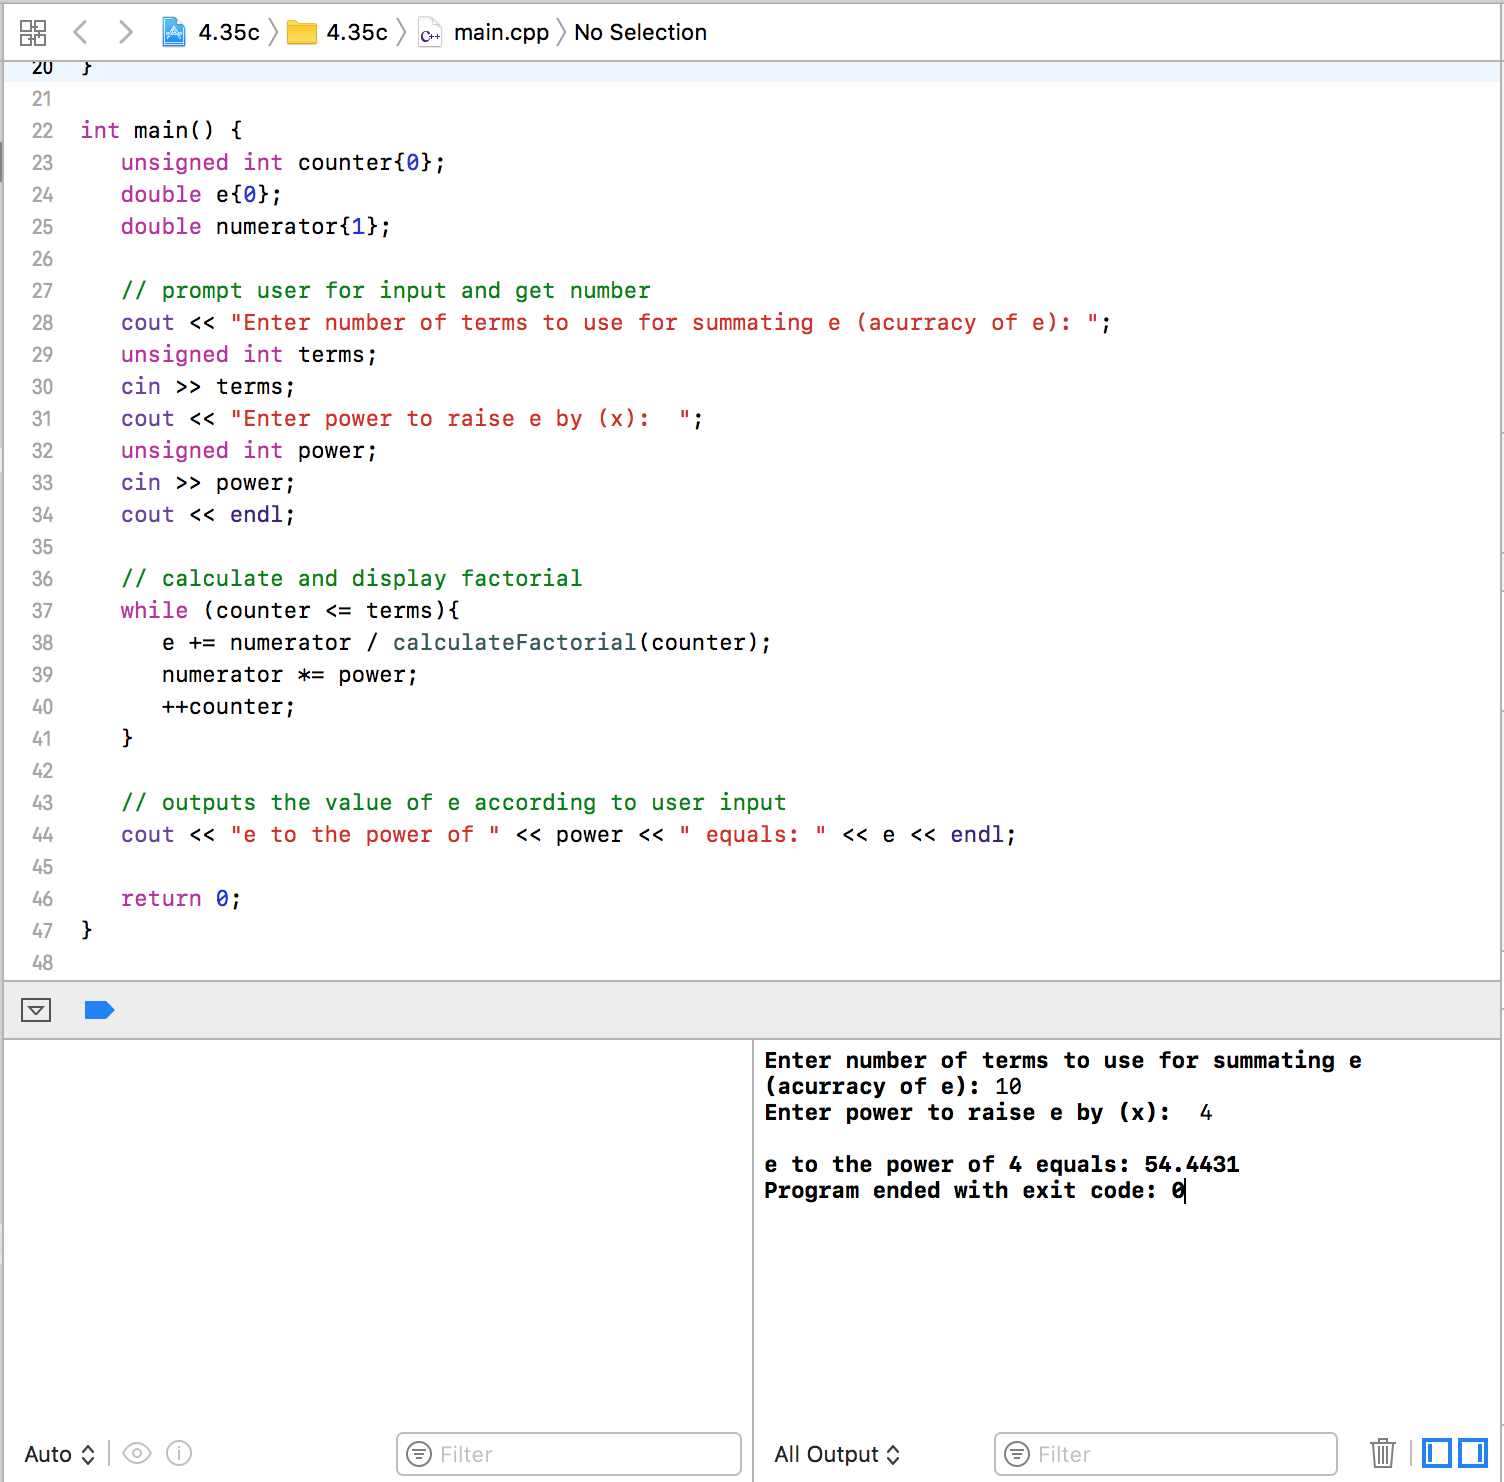 4.35c 4.35c C++ main.cpp No Selection
20 }
21
22 int main() {
23 unsigned int counter{0};
24 double e{0};
25 double numerator{1};
26
27 // prompt user for input and get number
28 cout << "Enter number of terms to use for summating e (acurracy of e): ";
29 unsigned int terms;
30 cin >> terms;
31 cout << "Enter power to raise e by (x):  ";
32 unsigned int power;
33 cin >> power;
34 cout << endl;
35
36 // calculate and display factorial
37 while (counter <= terms){
38 e += numerator / calculateFactorial(counter);
39 numerator *= power;
40 ++counter;
41 }
42
43 // outputs the value of e according to user input
44 cout << "e to the power of " << power << " equals: " << e << endl;
45
46 return 0;
47 }
48
Enter number of terms to use for summating e
(acurracy of e): 10
Enter power to raise e by (x):  4
e to the power of 4 equals: 54.4431
Program ended with exit code: 0
Auto Filter All Output Filter